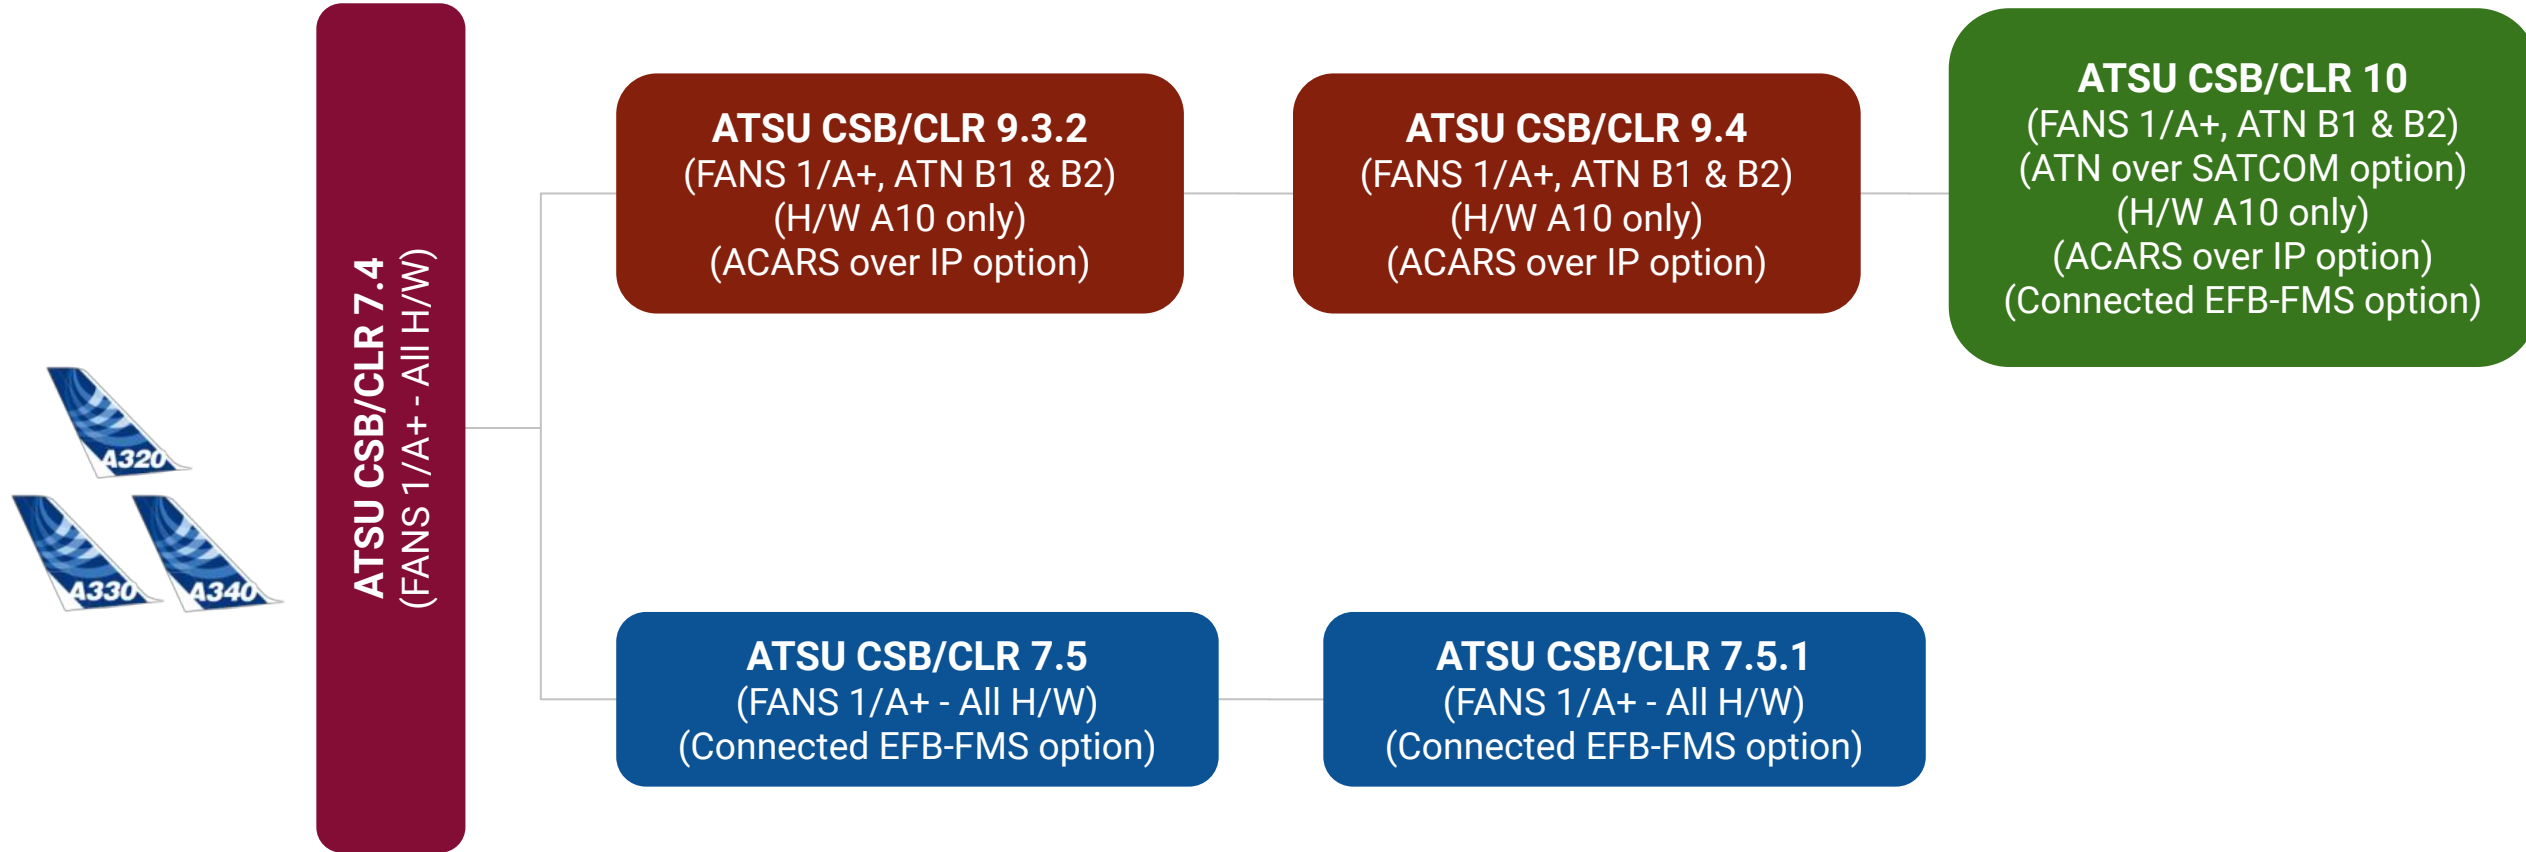 A320
A330
A340
ATSU CSB/CLR 7.4
(FANS 1/A+ - All H/W)
ATSU CSB/CLR 9.3.2
(FANS 1/A+, ATN B1 & B2)
(H/W A10 only)
(ACARS over IP option)
ATSU CSB/CLR 9.4
(FANS 1/A+, ATN B1 & B2)
(H/W A10 only)
(ACARS over IP option)
ATSU CSB/CLR 10
(FANS 1/A+, ATN B1 & B2)
(ATN over SATCOM option)
(H/W A10 only)
(ACARS over IP option)
(Connected EFB-FMS option)
ATSU CSB/CLR 7.5
(FANS 1/A+ - All H/W)
(Connected EFB-FMS option)
ATSU CSB/CLR 7.5.1
(FANS 1/A+ - All H/W)
(Connected EFB-FMS option)